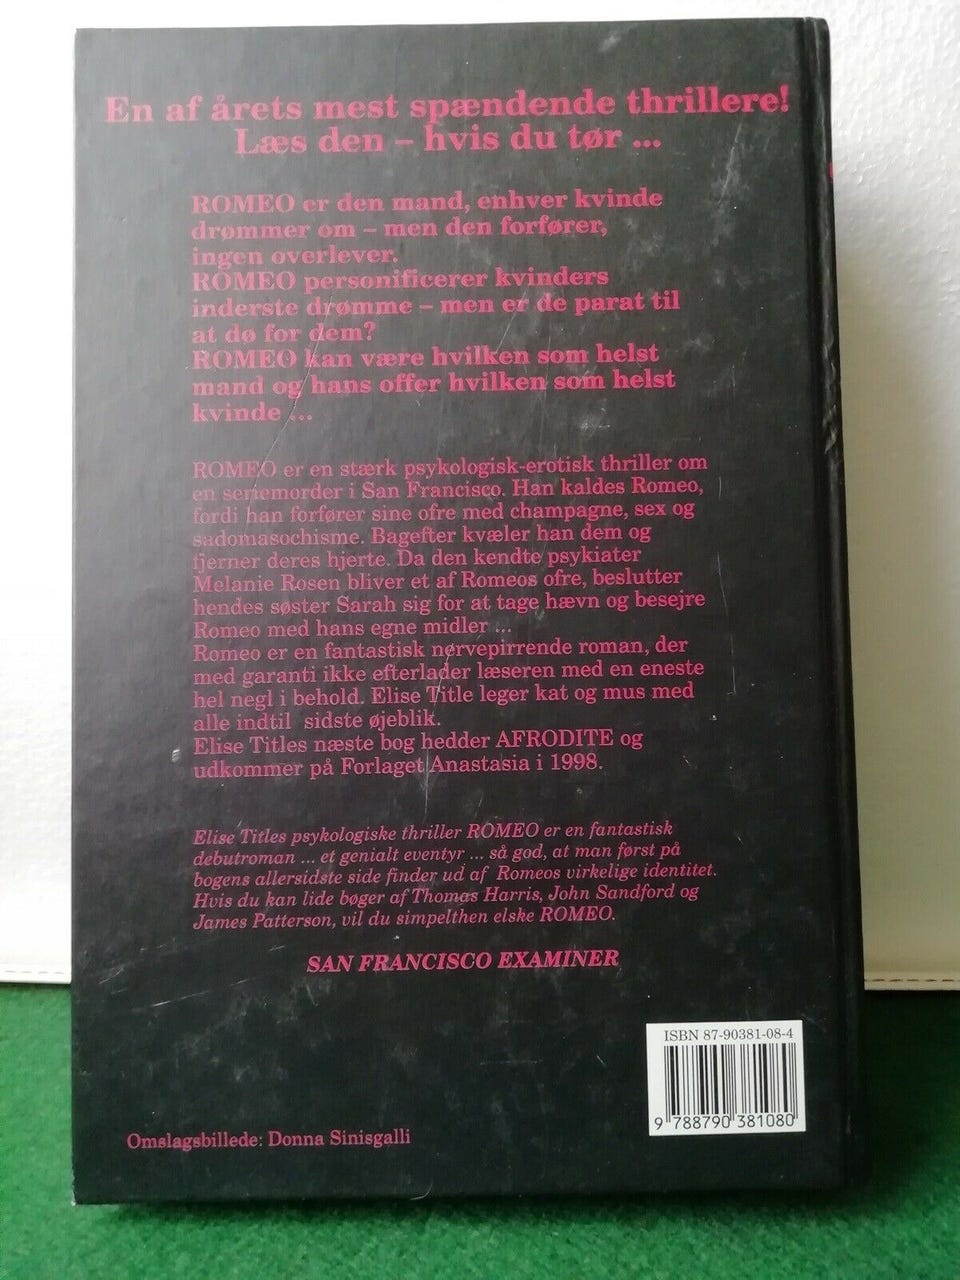 En af årets mest spændende thrillere!
Læs den – hvis du tør ...
ROMEO er den mand, enhver kvinde
drømmer om – men den forfører,
ingen overlever.
ROMEO personificerer kvinders
inderste drømme – men er de parat til
at dø for dem?
ROMEO kan være hvilken som helst
mand og hans offer hvilken som helst
kvinde ...
ROMEO er en stærk psykologisk-erotisk thriller om
en seriemorder i San Francisco. Han kaldes Romeo,
fordi han forfører sine ofre med champagne, sex og
sadomasochisme. Bagefter kvæler han dem og
fjerner deres hjerte. Da den kendte psykiater
Melanie Rosen bliver et af Romeos ofre, beslutter
hendes søster Sarah sig for at tage hævn og besejre
Romeo med hans egne midler ...
Romeo er en fantastisk nervepirrende roman, der
med garanti ikke efterlader læseren med en eneste
hel negl i behold. Elise Title leger kat og mus med
alle indtil sidste øjeblik.
Elise Titles næste bog hedder AFRODITE og
udkommer på Forlaget Anastasia i 1998.
Elise Titles psykologiske thriller ROMEO er en fantastisk
debutroman ... et genialt eventyr ... så god, at man først på
bogens allersidste side finder ud af Romeos virkelige identitet.
Hvis du kan lide bøger af Thomas Harris, John Sandford og
James Patterson, vil du simpelthen elske ROMEO.
SAN FRANCISCO EXAMINER
ISBN 87-90381-08-4
9 788790 381080
Omslagsbillede: Donna Sinisgalli